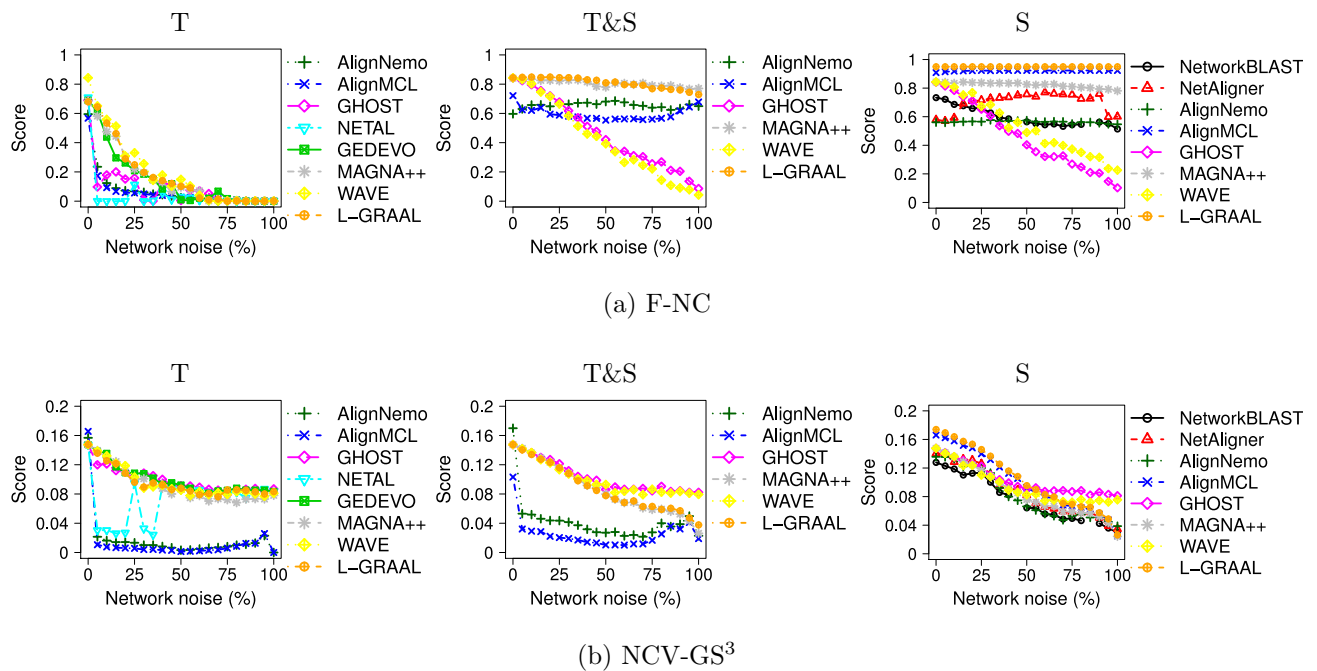 T T&S S
Score
1
0.8
0.6
0.4
0.2
0
0 25 50 75 100
Network noise (%)
AlignNemo
AlignMCL
GHOST
NETAL
GEDEVO
MAGNA++
WAVE
L−GRAAL
Score
1
0.8
0.6
0.4
0.2
0
0 25 50 75 100
Network noise (%)
AlignNemo
AlignMCL
GHOST
MAGNA++
WAVE
L−GRAAL
Score
1
0.8
0.6
0.4
0.2
0
0 25 50 75 100
Network noise (%)
NetworkBLAST
NetAligner
AlignNemo
AlignMCL
GHOST
MAGNA++
WAVE
L−GRAAL
(a) F-NC
T T&S S
Score
0.2
0.16
0.12
0.08
0.04
0
0 25 50 75 100
Network noise (%)
AlignNemo
AlignMCL
GHOST
NETAL
GEDEVO
MAGNA++
WAVE
L−GRAAL
Score
0.2
0.16
0.12
0.08
0.04
0
0 25 50 75 100
Network noise (%)
AlignNemo
AlignMCL
GHOST
MAGNA++
WAVE
L−GRAAL
Score
0.2
0.16
0.12
0.08
0.04
0
0 25 50 75 100
Network noise (%)
NetworkBLAST
NetAligner
AlignNemo
AlignMCL
GHOST
MAGNA++
WAVE
L−GRAAL
(b) NCV-GS³